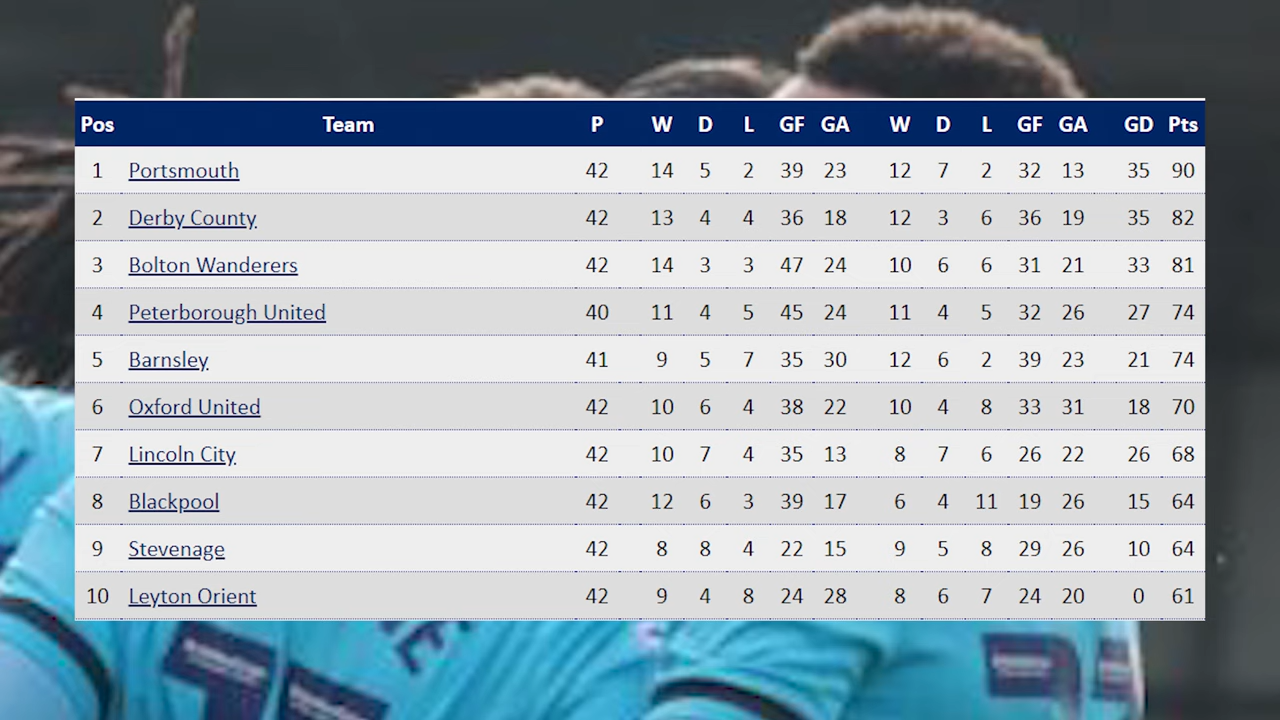 Pos Team P W D L GF GA W D L GF GA GD Pts
1 Portsmouth 42 14 5 2 39 23 12 7 2 32 13 35 90
2 Derby County 42 13 4 4 36 18 12 3 6 36 19 35 82
3 Bolton Wanderers 42 14 3 3 47 24 10 6 6 31 21 33 81
4 Peterborough United 40 11 4 5 45 24 11 4 5 32 26 27 74
5 Barnsley 41 9 5 7 35 30 12 6 2 39 23 21 74
6 Oxford United 42 10 6 4 38 22 10 4 8 33 31 18 70
7 Lincoln City 42 10 7 4 35 13 8 7 6 26 22 26 68
8 Blackpool 42 12 6 3 39 17 6 4 11 19 26 15 64
9 Stevenage 42 8 8 4 22 15 9 5 8 29 26 10 64
10 Leyton Orient 42 9 4 8 24 28 8 6 7 24 20 0 61